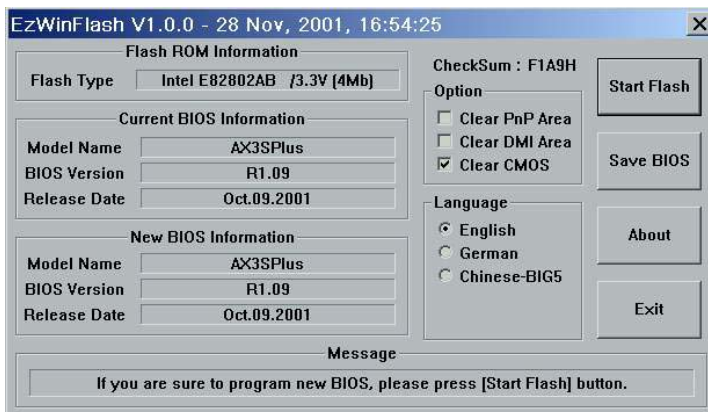 EzWinFlash V1.0.0 - 28 Nov, 2001, 16:54:25
Flash ROM Information
Flash Type Intel E82802AB /3.3V (4Mb)
Current BIOS Information
Model Name AX3SPlus
BIOS Version R1.09
Release Date Oct.09.2001
New BIOS Information
Model Name AX3SPlus
BIOS Version R1.09
Release Date Oct.09.2001
CheckSum : F1A9H
Option
Clear PnP Area
Clear DMI Area
Clear CMOS
Language
English
German
Chinese-BIG5
Start Flash
Save BIOS
About
Exit
Message
If you are sure to program new BIOS, please press [Start Flash] button.